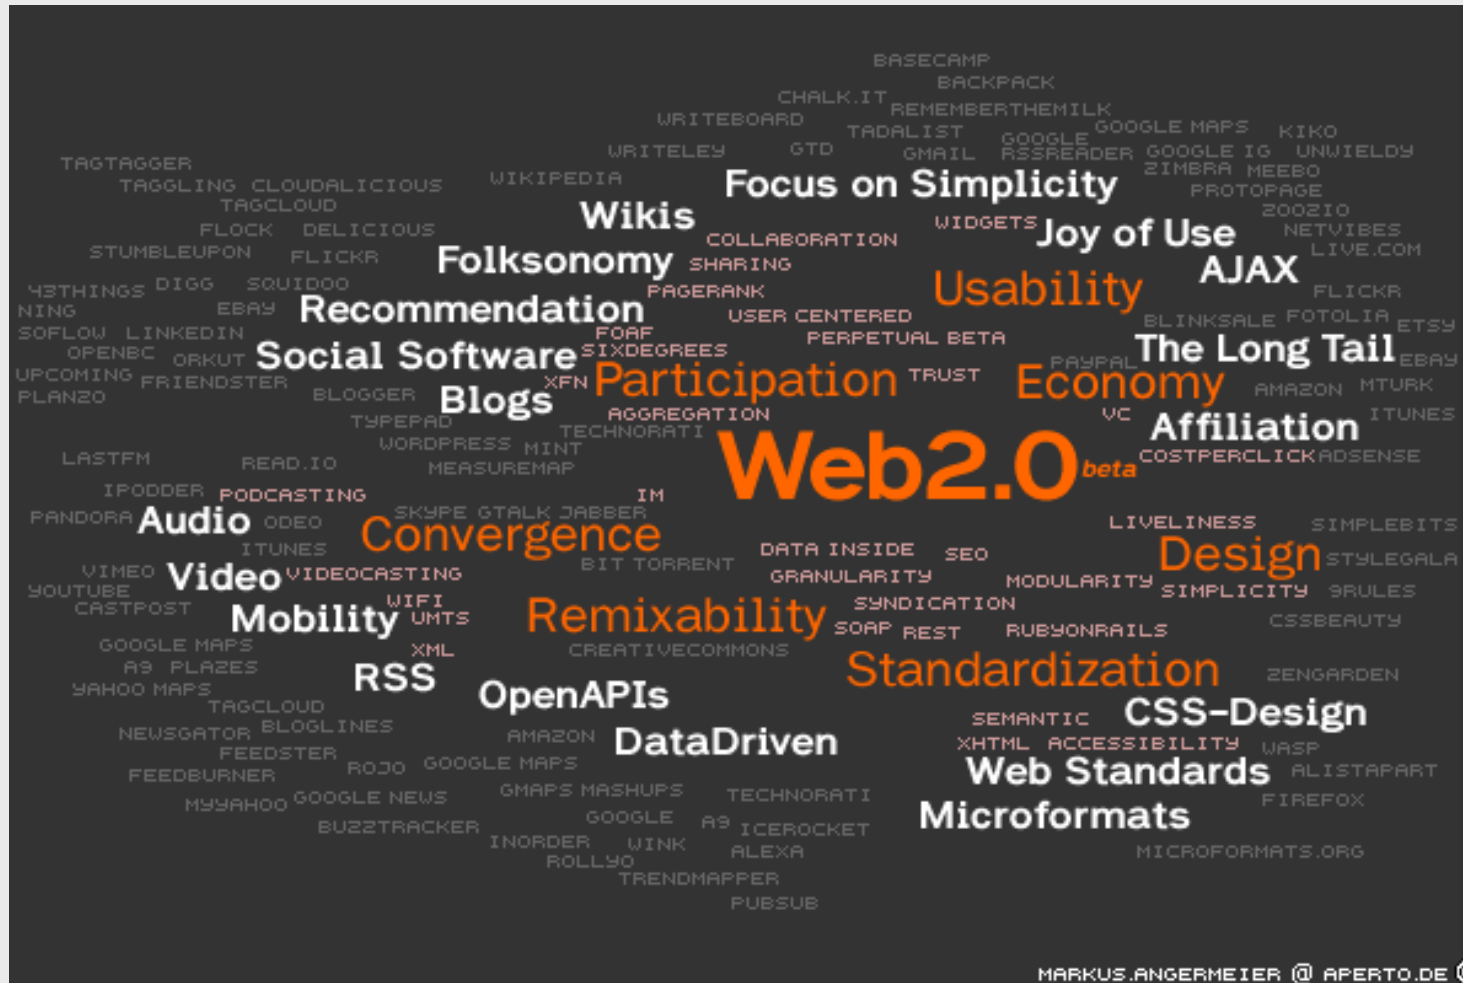 BASECAMP
BACKPACK
CHALK.IT
REMEMBERTHEMILK
WRITEBOARD
TADALIST
GOOGLE MAPS
KIKO
GOOGLE
RSSREADER
WRITELEY
GTD
GMAIL
GOOGLE IG
UNWIELDY
TAGTAGGER
ZIMBRA
MEEBO
TAGGLING
CLOUDALICIOUS
WIKIPEDIA
Focus on Simplicity
PROTOPAGE
TAGCLOUD
Wikis
ZOOZIO
FLOCK
DELICIOUS
WIDGETS
Joy of Use
NETVIBES
COLLABORATION
STUMBLEUPON
FLICKR
Folksonomy
SHARING
LIVE.COM
AJAX
43THINGS
DIGG
SQUIDOO
PAGERANK
Usability
FLICKR
NING
EBAY
Recommendation
USER CENTERED
BLINKSALE
FOTOLIA
ETSY
SOFLOW
LINKEDIN
FOAF
PERPETUAL BETA
OPENBC
ORKUT
Social Software
SIXDEGREES
The Long Tail
PAYPAL
EBAY
UPCOMING
FRIENDSTER
XFN
Participation
TRUST
Economy
AMAZON
MTURK
PLANZO
BLOGGER
Blogs
AGGREGATION
VC
ITUNES
TYPEPAD
TECHNORATI
Affiliation
WORDPRESS
MINT
LASTFM
READ.IO
MEASUREMAP
Web2.0 beta
COSTPERCLICK
ADSENSE
IPODDER
PODCASTING
IM
PANDORA
Audio
ODEO
SKYPE GTALK JABBER
LIVELINESS
SIMPLEBITS
ITUNES
Convergence
DATA INSIDE
SEO
Design
STYLEGALA
VIMEO
Video
VIDEOCASTING
BIT TORRENT
GRANULARITY
MODULARITY
SIMPLICITY
9RULES
YOUTUBE
CASTPOST
WIFI
Mobility
UMTS
Remixability
SYNDICATION
CSSBEAUTY
SOAP
REST
RUBYONRAILS
GOOGLE MAPS
XML
CREATIVECOMMONS
A9
PLAZES
RSS
Standardization
ZENGARDEN
YAHOO MAPS
OpenAPIs
TAGCLOUD
SEMANTIC
CSS-Design
NEWSGATOR
BLOGLINES
AMAZON
DataDriven
XHTML
ACCESSIBILITY
WASP
FEEDSTER
FEEDBURNER
ROJO
GOOGLE MAPS
Web Standards
ALISTAPART
MYYAHOO
GOOGLE NEWS
GMAPS MASHUPS
TECHNORATI
FIREFOX
BUZZTRACKER
GOOGLE
A9
ICEROCKET
Microformats
INORDER
WINK
ALEXA
MICROFORMATS.ORG
ROLLYO
TRENDMAPPER
PUBSUB
MARKUS.ANGERMEIER @ APERTO.DE